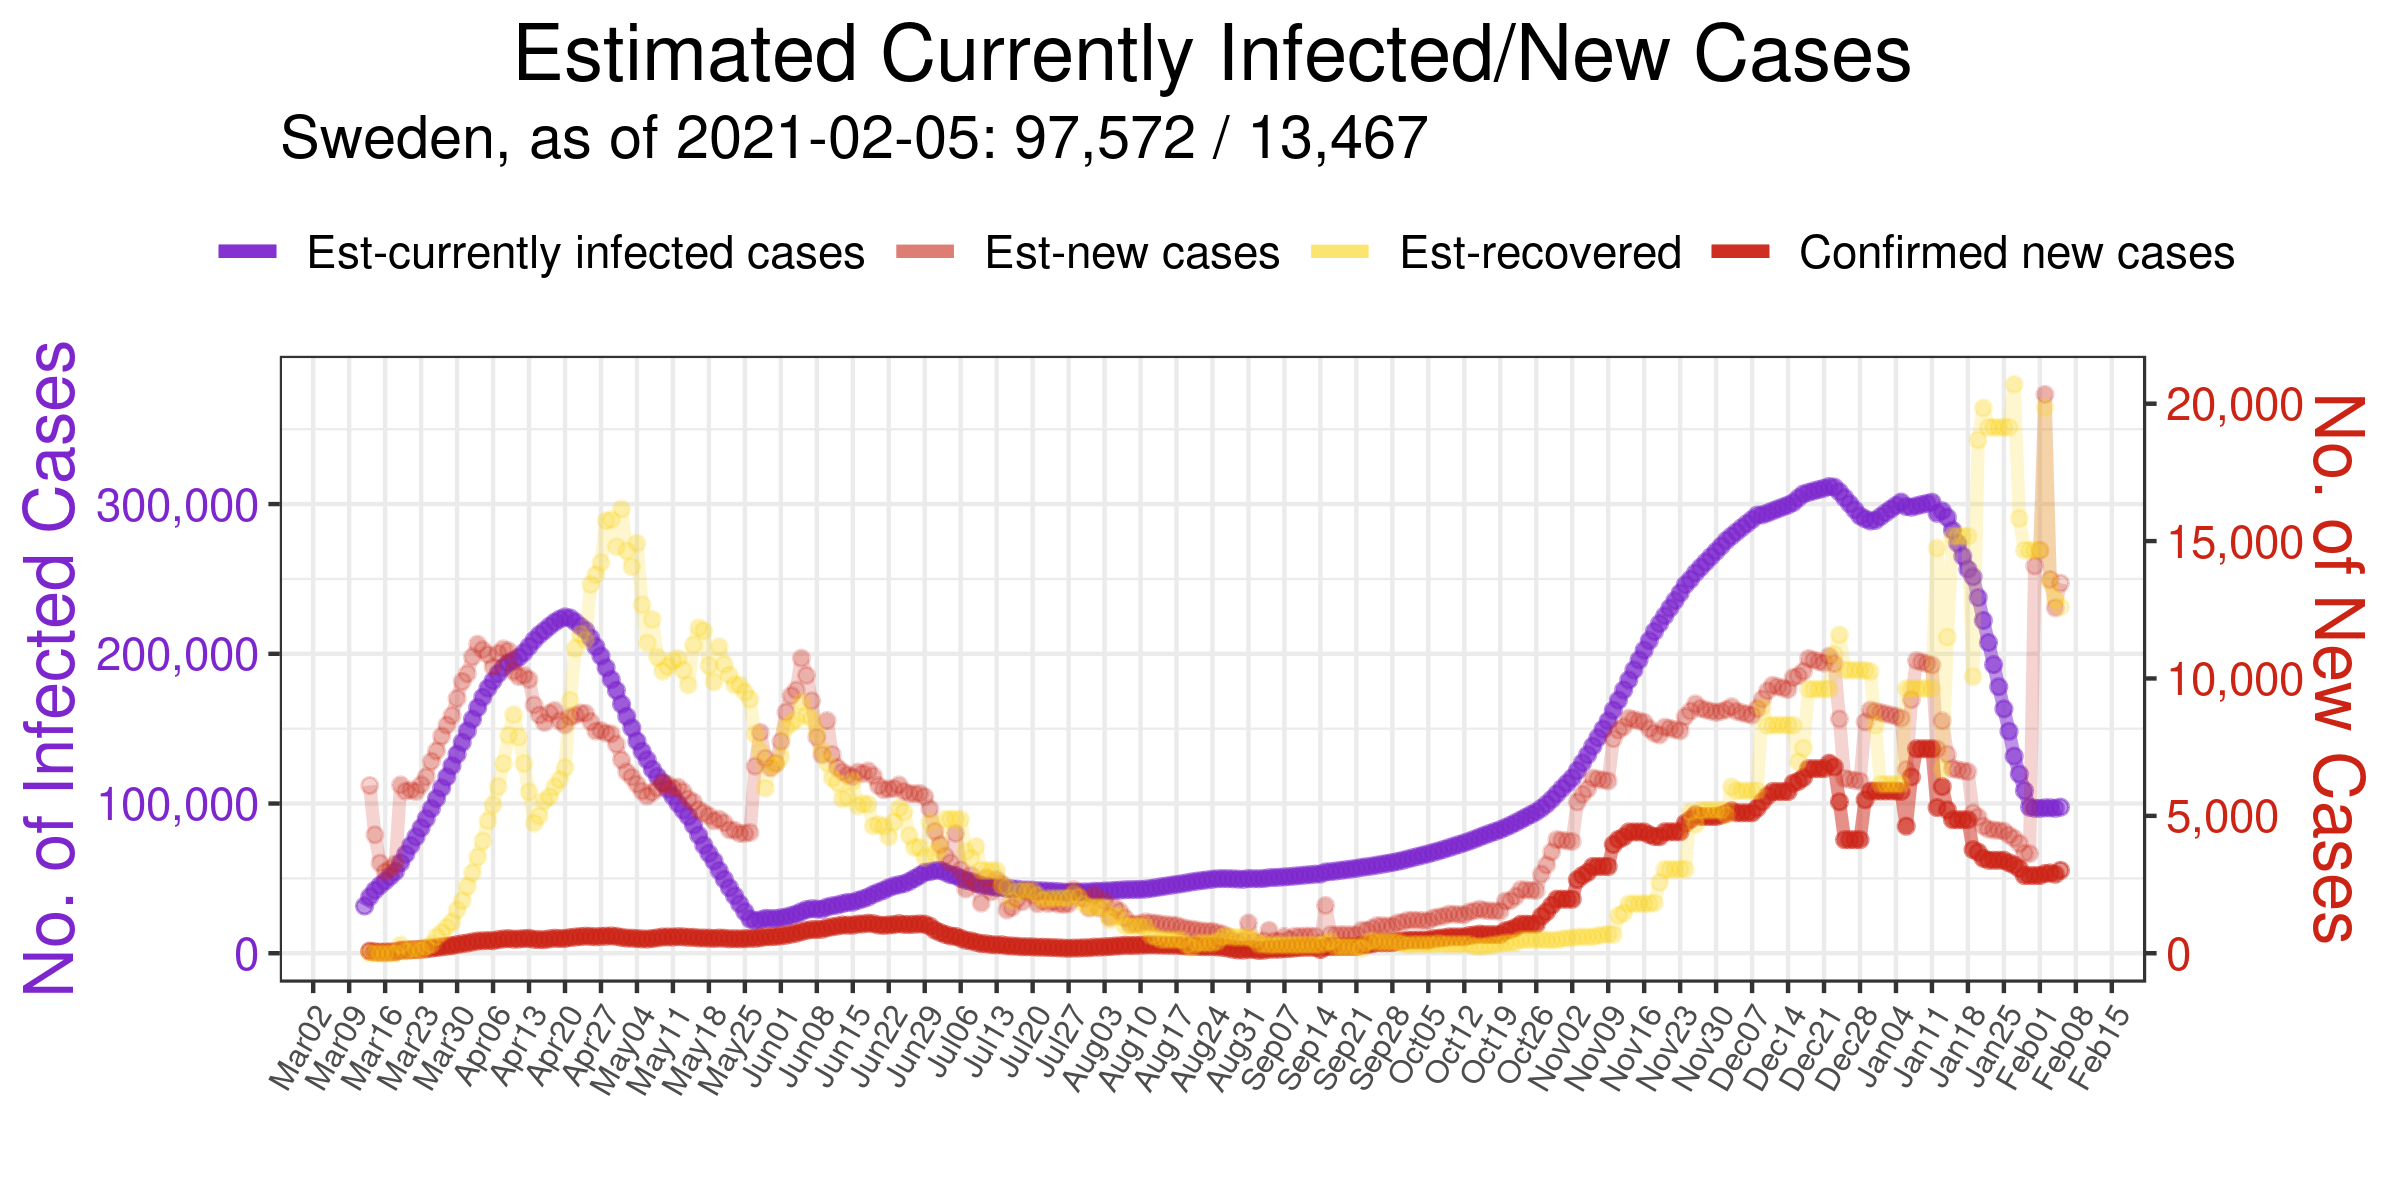 Estimated Currently Infected/New Cases
Sweden, as of 2021-02-05: 97,572 / 13,467
Est-currently infected cases
Est-new cases
Est-recovered
Confirmed new cases
No. of Infected Cases
300,000
200,000
100,000
0
20,000
15,000
10,000
5,000
0
No. of New Cases
Mar02
Mar09
Mar16
Mar23
Mar30
Apr06
Apr13
Apr20
Apr27
May04
May11
May18
May25
Jun01
Jun08
Jun15
Jun22
Jun29
Jul06
Jul13
Jul20
Jul27
Aug03
Aug10
Aug17
Aug24
Aug31
Sep07
Sep14
Sep21
Sep28
Oct05
Oct12
Oct19
Oct26
Nov02
Nov09
Nov16
Nov23
Nov30
Dec07
Dec14
Dec21
Dec28
Jan04
Jan11
Jan18
Jan25
Feb01
Feb08
Feb15